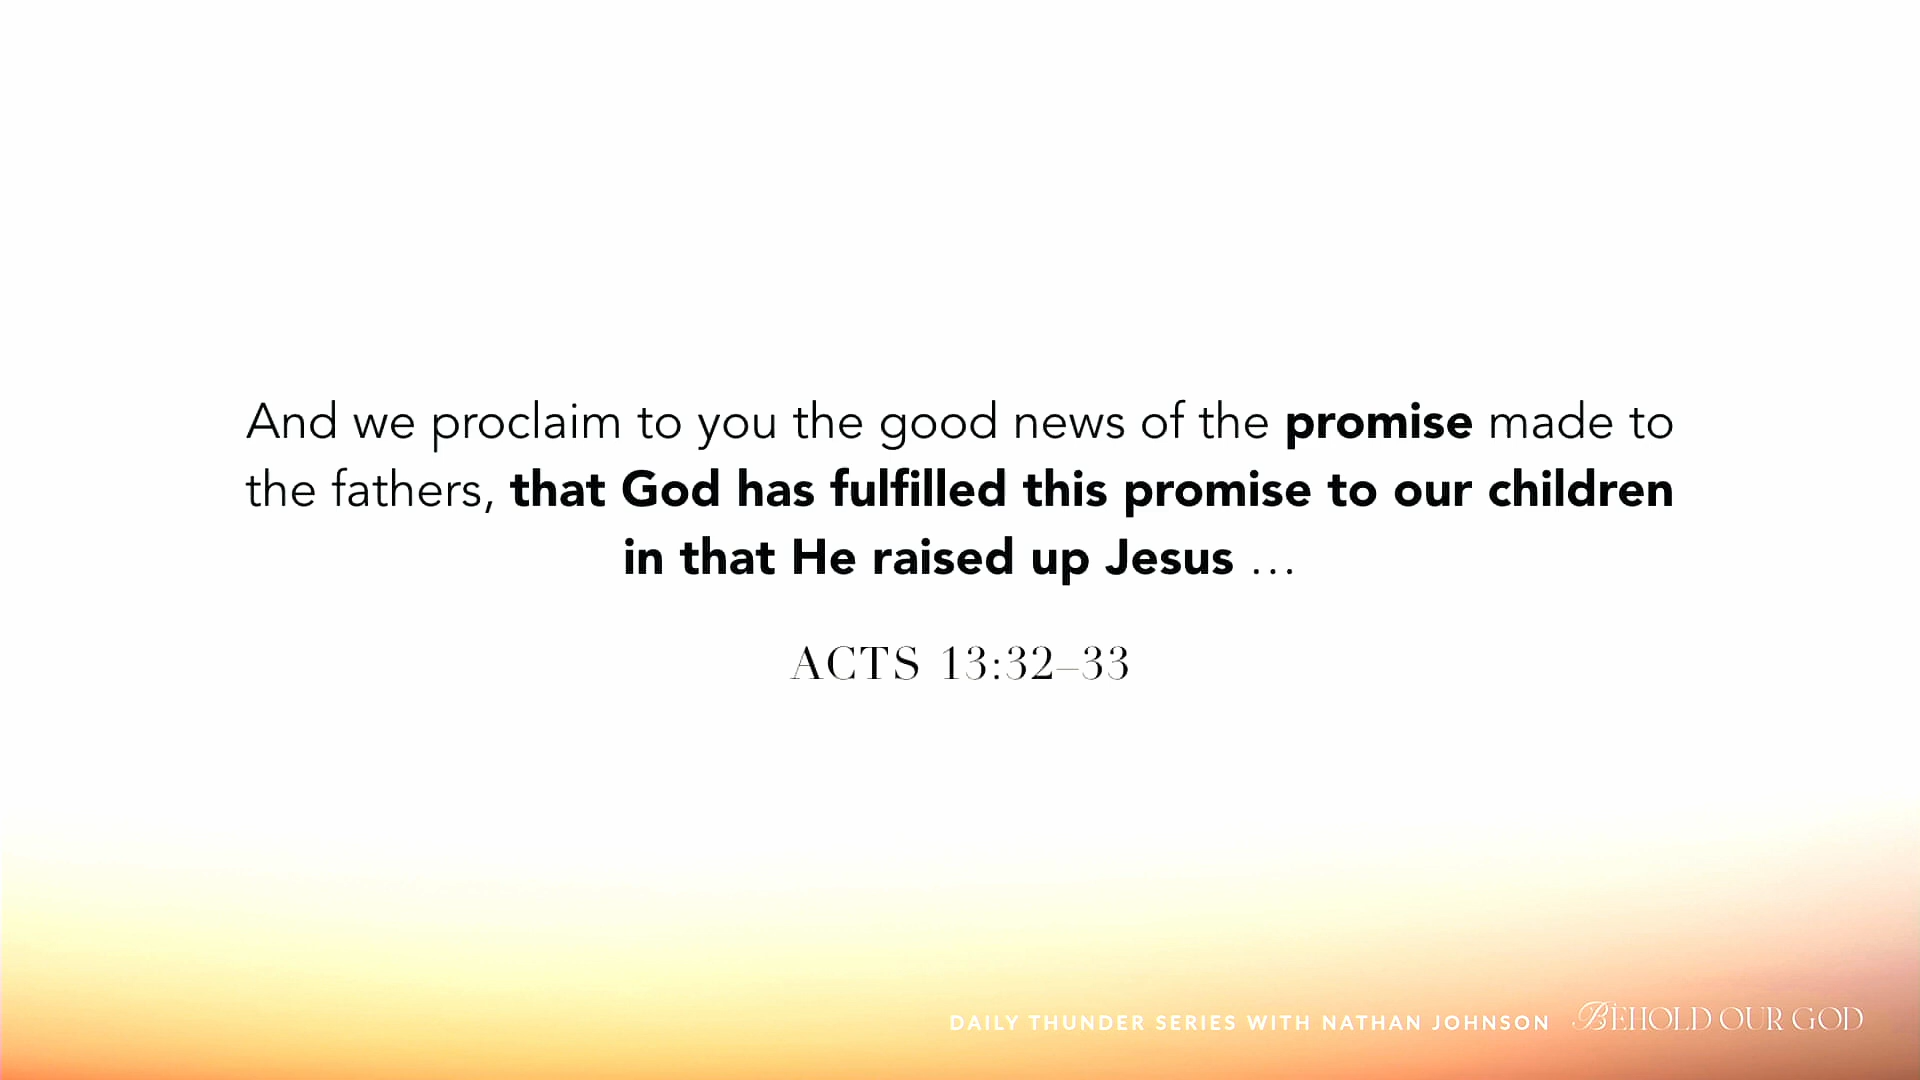 And we proclaim to you the good news of the promise made to
the fathers, that God has fulfilled this promise to our children
in that He raised up Jesus …
ACTS 13:32–33
DAILY THUNDER SERIES WITH NATHAN JOHNSON BEHOLD OUR GOD